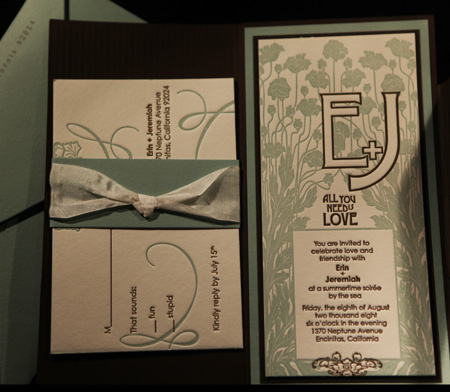 Erin + Jeremiah
70 Neptune Avenue
Encinitas, California 92024
M
That sounds:
fun
stupid
Kindly reply by July 15th
E+J
ALL YOU
NEED IS
LOVE
You are invited to
celebrate love and
friendship with
Erin
+
Jeremiah
at a summertime soirée
by the sea
Friday, the eighth of August
two thousand eight
six o'clock in the evening
1370 Neptune Avenue
Encinitas, California